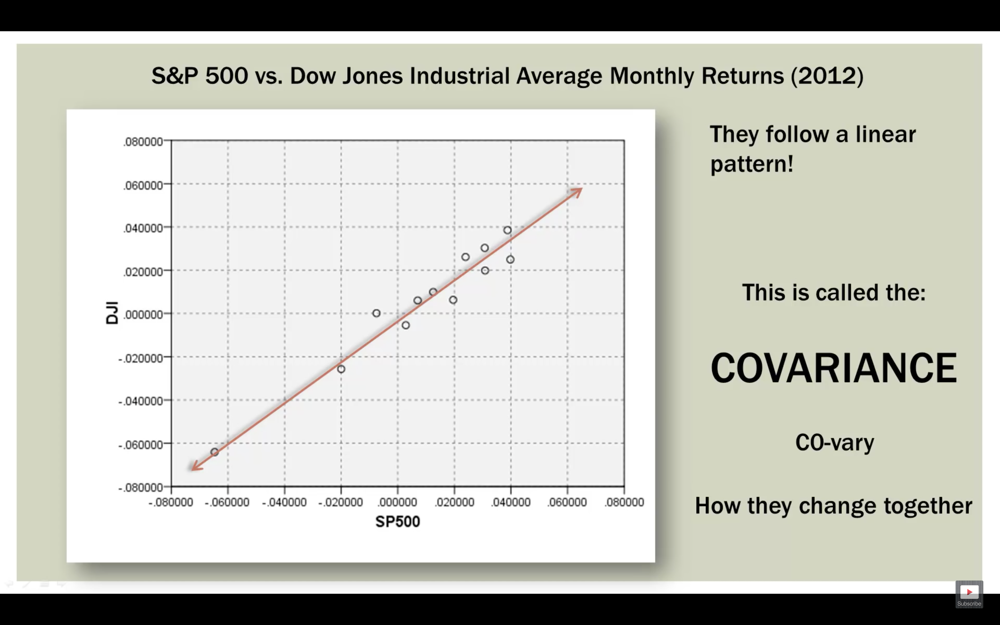 S&P 500 vs. Dow Jones Industrial Average Monthly Returns (2012)
They follow a linear
pattern!
This is called the:
COVARIANCE
CO-vary
How they change together
.080000
.060000
.040000
.020000
.000000
-.020000
-.040000
-.060000
-.080000
DJI
-.080000 -.060000 -.040000 -.020000 .000000 .020000 .040000 .060000 .080000
SP500
Subscribe